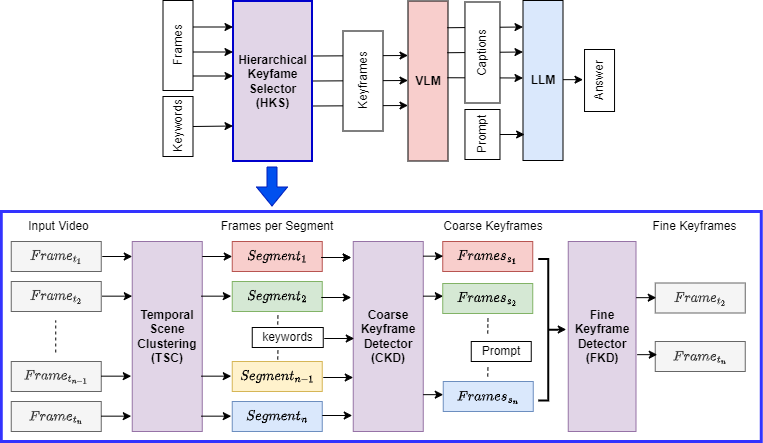 Frames
Keywords
Hierarchical
Keyfame
Selector
(HKS)
Keyframes
VLM
Captions
Prompt
LLM
Answer
Input Video
Frames per Segment
Coarse Keyframes
Fine Keyframes
Frame_{t_1}
Frame_{t_2}
Frame_{t_{n-1}}
Frame_{t_n}
Temporal
Scene
Clustering
(TSC)
Segment_1
Segment_2
keywords
Segment_{n-1}
Segment_n
Coarse
Keyframe
Detector
(CKD)
Frames_{s_1}
Frames_{s_2}
Prompt
Frames_{s_n}
Fine
Keyframe
Detector
(FKD)
Frame_{t_2}
Frame_{t_n}